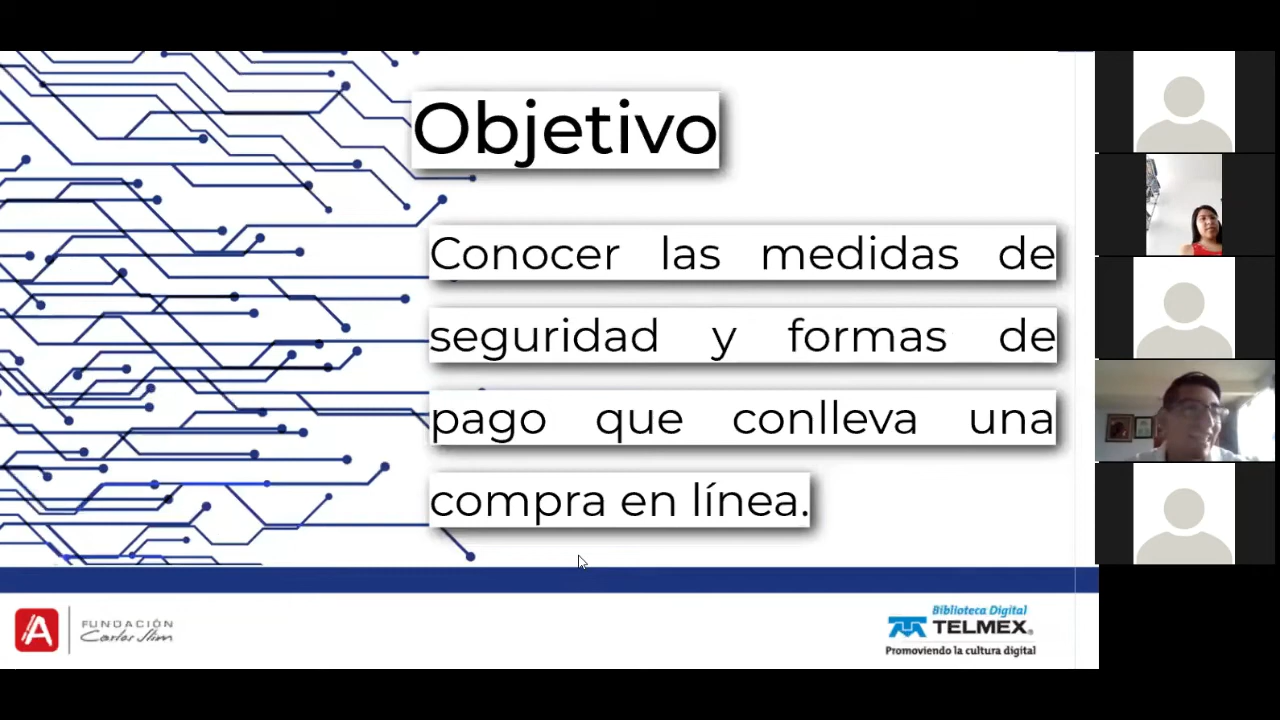 Objetivo
Conocer las medidas de
seguridad y formas de
pago que conlleva una
compra en línea.
FUNDACIÓN
Carlos Slim
Biblioteca Digital
TELMEX®
Promoviendo la cultura digital